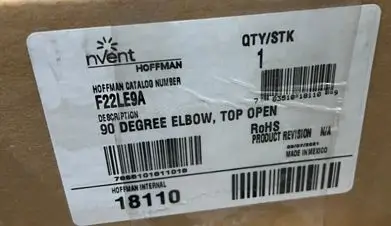 nVent
HOFFMAN
QTY/STK
1
HOFFMAN CATALOG NUMBER
F22LE9A
DESCRIPTION
90 DEGREE ELBOW, TOP OPEN
RoHS
PRODUCT REVISION N/A
MADE IN MEXICO
HOFFMAN INTERNAL
18110